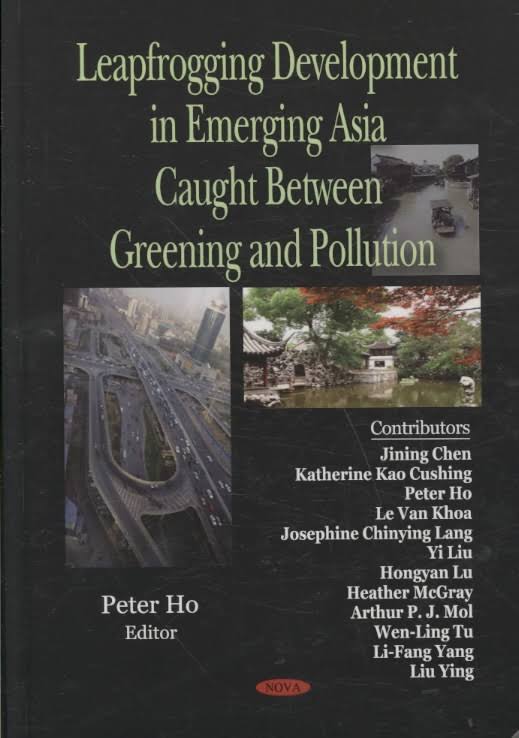 Leapfrogging Development
in Emerging Asia
Caught Between
Greening and Pollution
Contributors
Jining Chen
Katherine Kao Cushing
Peter Ho
Le Van Khoa
Josephine Chinying Lang
Yi Liu
Hongyan Lu
Heather McGray
Arthur P. J. Mol
Wen-Ling Tu
Li-Fang Yang
Liu Ying
Peter Ho
Editor
NOVA